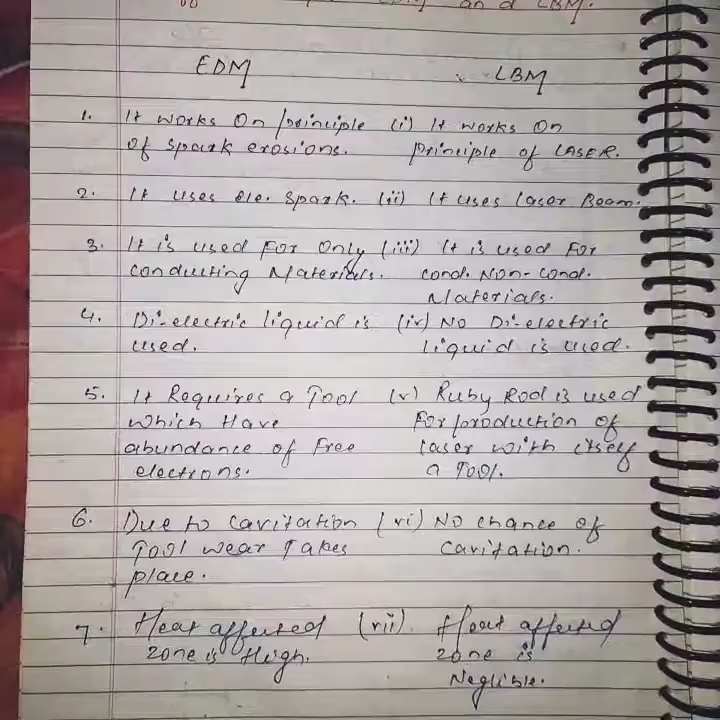 and LBM.
EDM LBM
1. It works On principle (i) It works On
of spark erosions. principle of LASER.
2. It uses ele. spark. (ii) It uses laser Beam.
3. It is used For Only (iii) It is used For
conducting Materials. cond. Non-cond.
Materials.
4. Di-electric liquid is (iv) No Di-electric
used. liquid is used.
5. It Requires a Tool (v) Ruby Rod is used
which Have For production of
abundance of Free laser with itself
electrons. a Tool.
6. Due to cavitation (vi) No chance of
Tool wear Takes cavitation.
place.
7. Heat affected (vii). Heat affected
zone is High. zone is
Neglible.